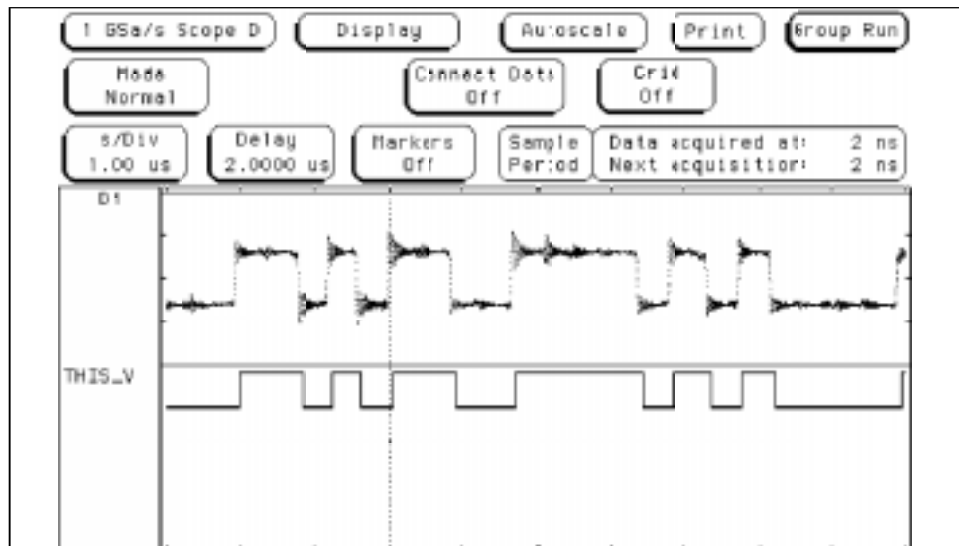 1 GSa/s Scope D Display Autoscale Print Group Run
Mode Connect Dots Grid
Normal Off Off
s/Div Delay Markers Sample Data acquired at: 2 ns
1.00 us 2.0000 us Off Period Next acquisition: 2 ns
D1
THIS_V